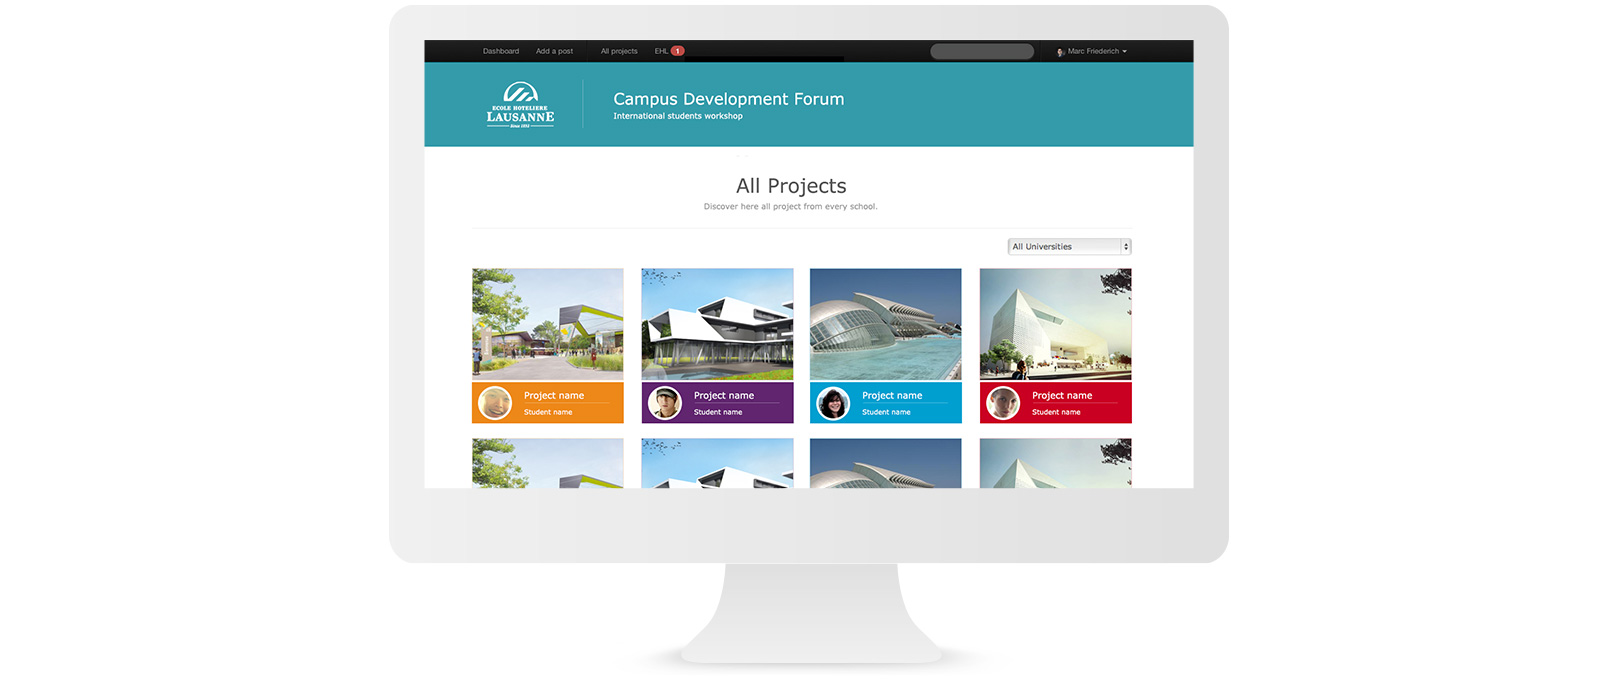 Dashboard Add a post All projects EHL 1 Marc Friederich
ECOLE HOTELIERE
LAUSANNE
Since 1893
Campus Development Forum
International students workshop
All Projects
Discover here all project from every school.
All Universities
Project name
Student name
Project name
Student name
Project name
Student name
Project name
Student name